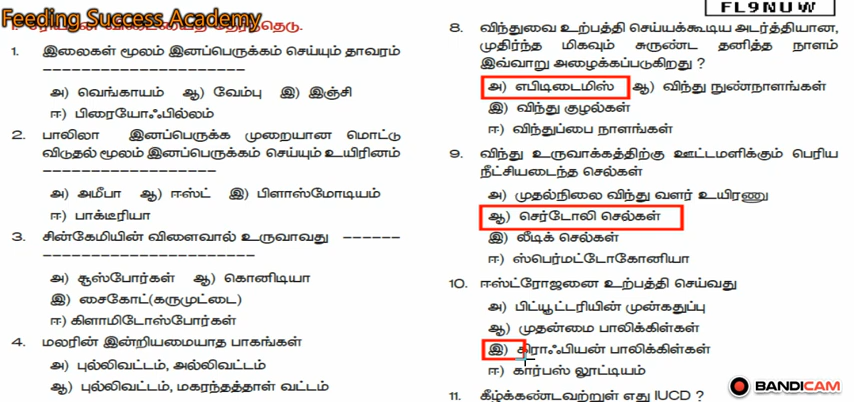 Feeding Success Academy
1. இலைகள் மூலம் இனப்பெருக்கம் செய்யும் தாவரம்
----------------------
அ) வெங்காயம் ஆ) வேம்பு இ) இஞ்சி
ஈ) பிரையோஃபில்லம்
2. பாலிலா இனப்பெருக்க முறையான மொட்டு
விடுதல் மூலம் இனப்பெருக்கம் செய்யும் உயிரினம்
------------------
அ) அமீபா ஆ) ஈஸ்ட் இ) பிளாஸ்மோடியம்
ஈ) பாக்டீரியா
3. சின்கேமியின் விளைவால் உருவாவது ------
----------------------
அ) சூஸ்போர்கள் ஆ) கொனிடியா
இ) சைகோட்(கருமுட்டை)
ஈ) கிளாமிடோஸ்போர்கள்
4. மலரின் இன்றியமையாத பாகங்கள்
அ) புல்லிவட்டம், அல்லிவட்டம்
ஆ) புல்லிவட்டம், மகரந்தத்தாள் வட்டம்
FL9NUW
8. விந்துவை உற்பத்தி செய்யக்கூடிய அடர்த்தியான,
முதிர்ந்த மிகவும் சுருண்ட தனித்த நாளம்
இவ்வாறு அழைக்கப்படுகிறது ?
அ) எபிடிடைமிஸ் ஆ) விந்து நுண்நாளங்கள்
இ) விந்து குழல்கள்
ஈ) விந்துப்பை நாளங்கள்
9. விந்து உருவாக்கத்திற்கு ஊட்டமளிக்கும் பெரிய
நீட்சியடைந்த செல்கள்
அ) முதல்நிலை விந்து வளர் உயிரணு
ஆ) செர்டோலி செல்கள்
இ) லீடிக் செல்கள்
ஈ) ஸ்பெர்மட்டோகோனியா
10. ஈஸ்ட்ரோஜனை உற்பத்தி செய்வது
அ) பிட்யூட்டரியின் முன்கதுப்பு
ஆ) முதன்மை பாலிக்கிள்கள்
இ) கிராஃபியன் பாலிக்கிள்கள்
ஈ) கார்பஸ் லூட்டியம்
11. கீழ்க்கண்டவற்றுள் எது IUCD ?
BANDICAM